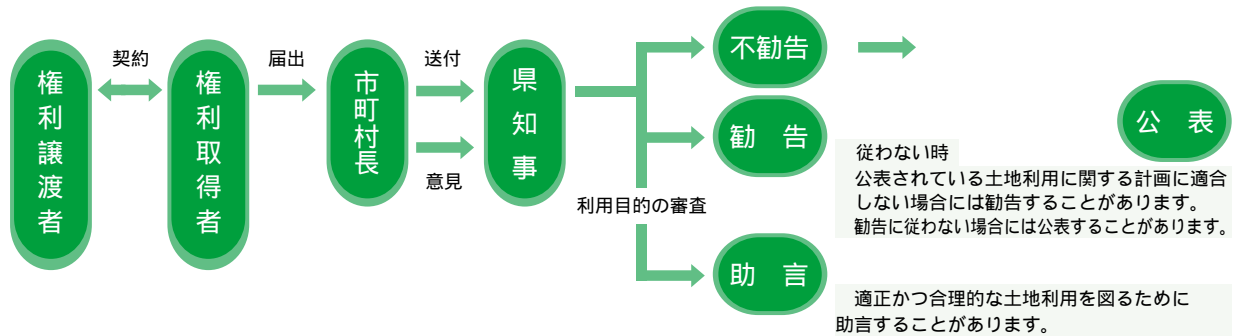 権利譲渡者
契約
権利取得者
届出
市町村長
送付
意見
県知事
利用目的の審査
不勧告
勧　告
従わない時
公表されている土地利用に関する計画に適合
しない場合には勧告することがあります。
勧告に従わない場合には公表することがあります。
公　表
助　言
適正かつ合理的な土地利用を図るために
助言することがあります。